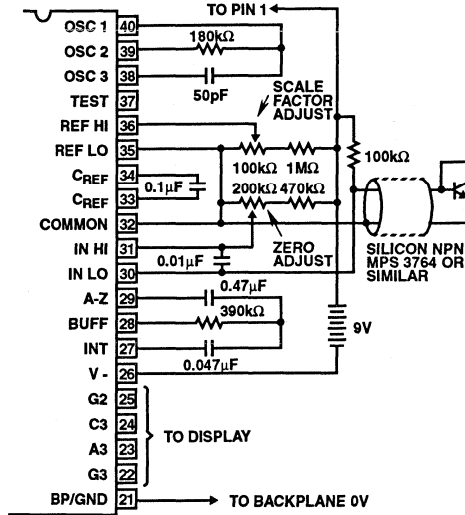 TO PIN 1
OSC 1 40
180kΩ
OSC 2 39
OSC 3 38
50pF
TEST 37
SCALE
FACTOR
ADJUST
REF HI 36
REF LO 35
100kΩ 1MΩ
100kΩ
CREF 34
0.1µF
200kΩ 470kΩ
CREF 33
COMMON 32
IN HI 31
0.01µF
ZERO
ADJUST
SILICON NPN
MPS 3764 OR
SIMILAR
IN LO 30
0.47µF
A-Z 29
390kΩ
BUFF 28
9V
INT 27
0.047µF
V - 26
G2 25
C3 24
TO DISPLAY
A3 23
G3 22
BP/GND 21
TO BACKPLANE 0V